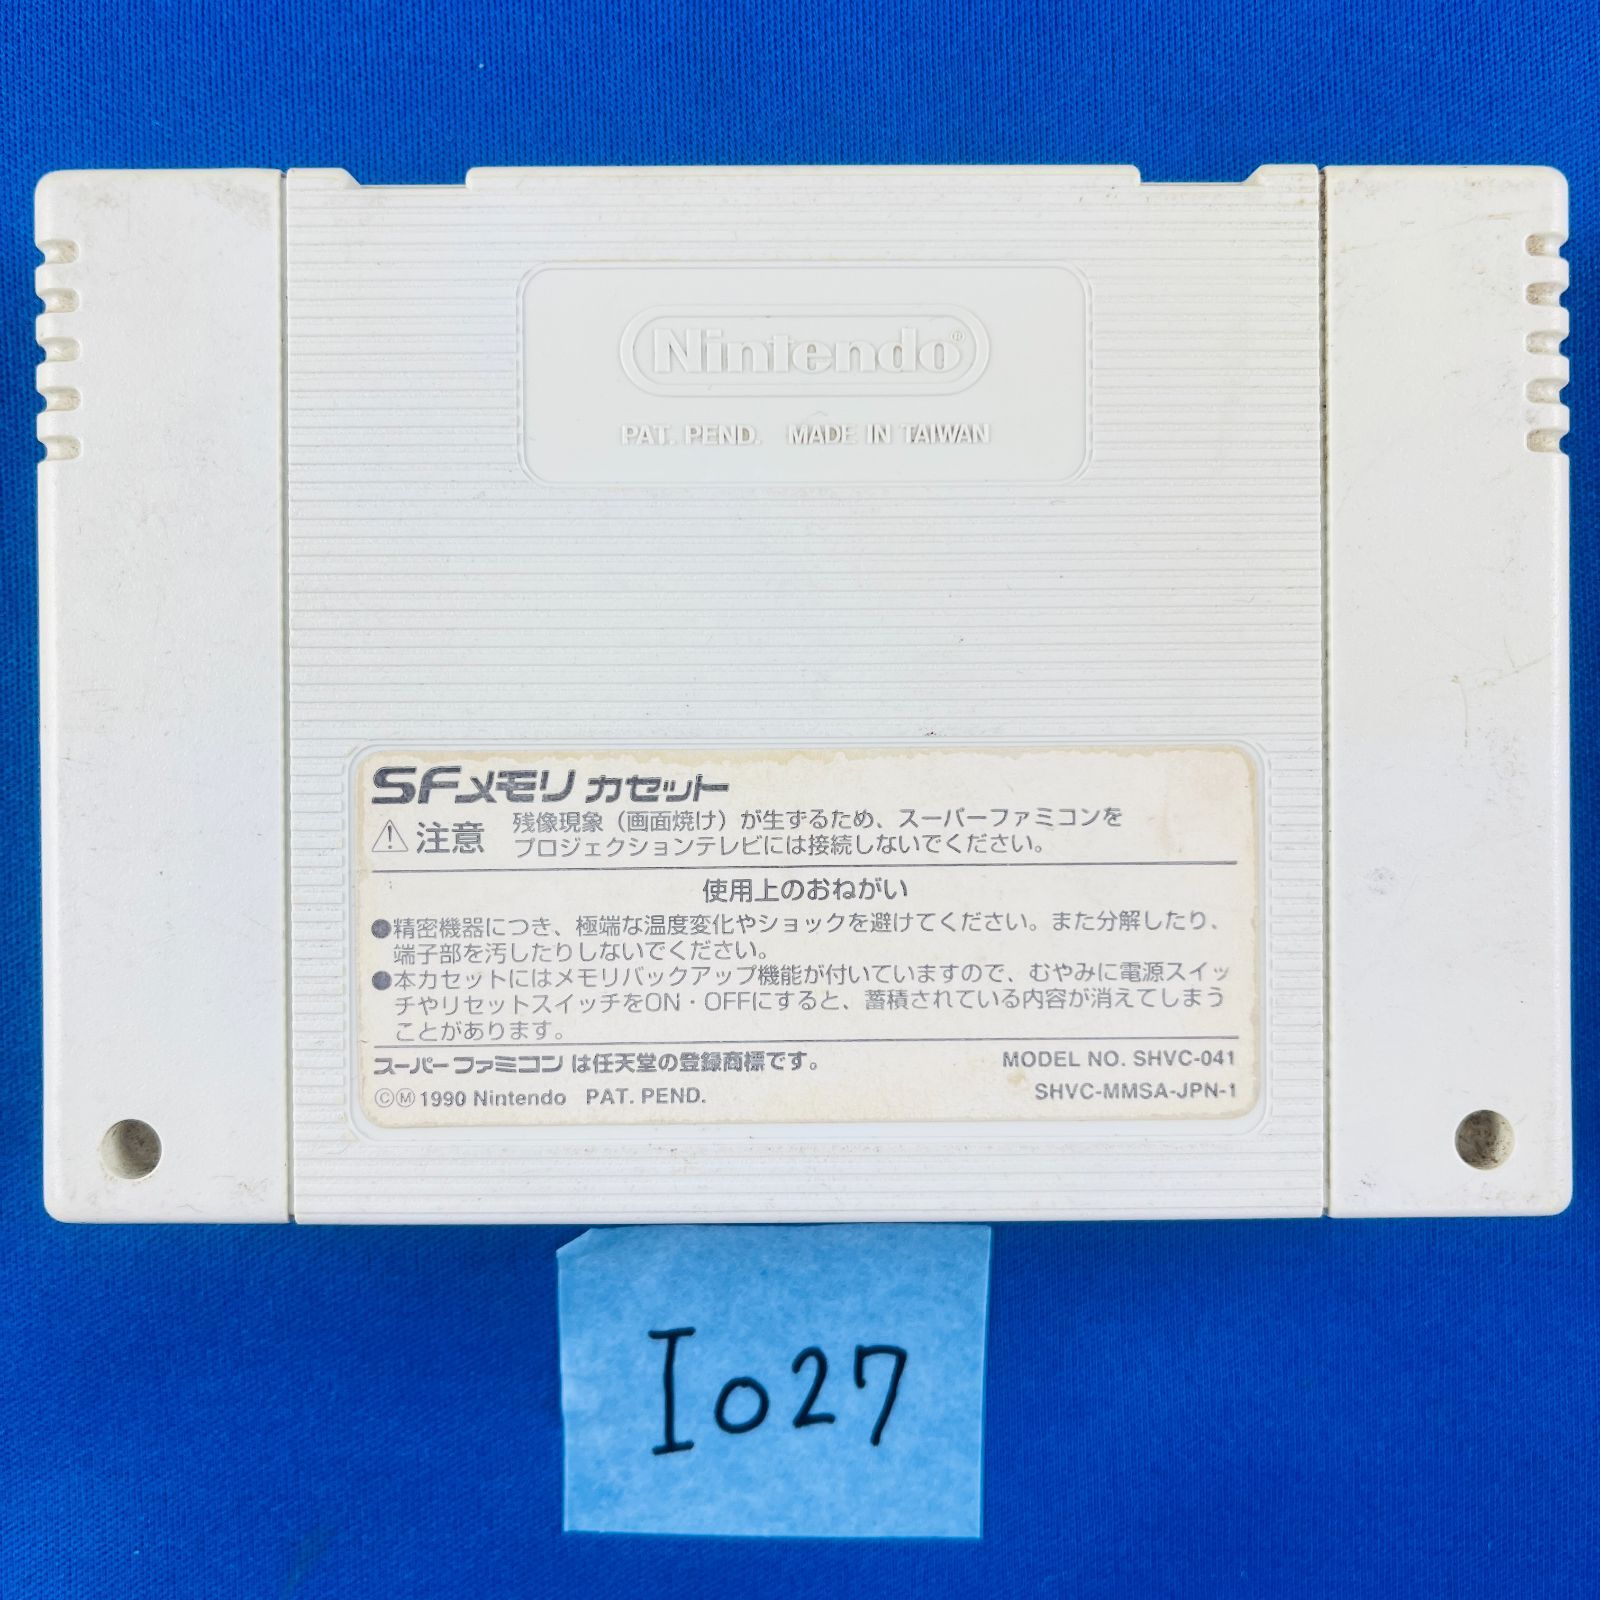 Nintendo®
PAT. PEND. MADE IN TAIWAN
SFメモリ カセット
注意 残像現象（画面焼け）が生ずるため、スーパーファミコンを
プロジェクションテレビには接続しないでください。
使用上のおねがい
●精密機器につき、極端な温度変化やショックを避けてください。また分解したり、
端子部を汚したりしないでください。
●本カセットにはメモリバックアップ機能が付いていますので、むやみに電源スイッ
チやリセットスイッチをON・OFFにすると、蓄積されている内容が消えてしまう
ことがあります。
スーパーファミコンは任天堂の登録商標です。 MODEL NO. SHVC-041
ⒸⓂ1990 Nintendo PAT. PEND. SHVC-MMSA-JPN-1
I027